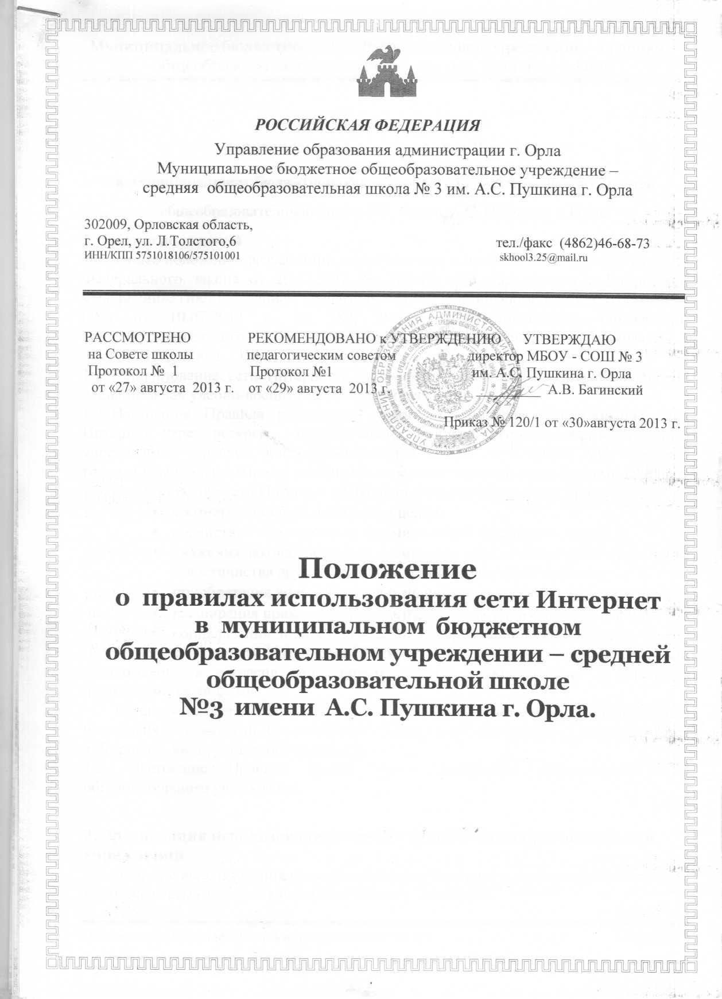 РОССИЙСКАЯ ФЕДЕРАЦИЯ
Управление образования администрации г. Орла
Муниципальное бюджетное общеобразовательное учреждение –
средняя общеобразовательная школа № 3 им. А.С. Пушкина г. Орла
302009, Орловская область,
г. Орел, ул. Л.Толстого,6 тел./факс (4862)46-68-73
ИНН/КПП 5751018106/575101001 skhool3.25@mail.ru
РАССМОТРЕНО РЕКОМЕНДОВАНО к УТВЕРЖДЕНИЮ УТВЕРЖДАЮ
на Совете школы педагогическим советом директор МБОУ - СОШ № 3
Протокол № 1 Протокол №1 им. А.С. Пушкина г. Орла
от «27» августа 2013 г. от «29» августа 2013 г. А.В. Багинский
Приказ № 120/1 от «30»августа 2013 г.
Положение
о правилах использования сети Интернет
в муниципальном бюджетном
общеобразовательном учреждении – средней
общеобразовательной школе
№3 имени А.С. Пушкина г. Орла.